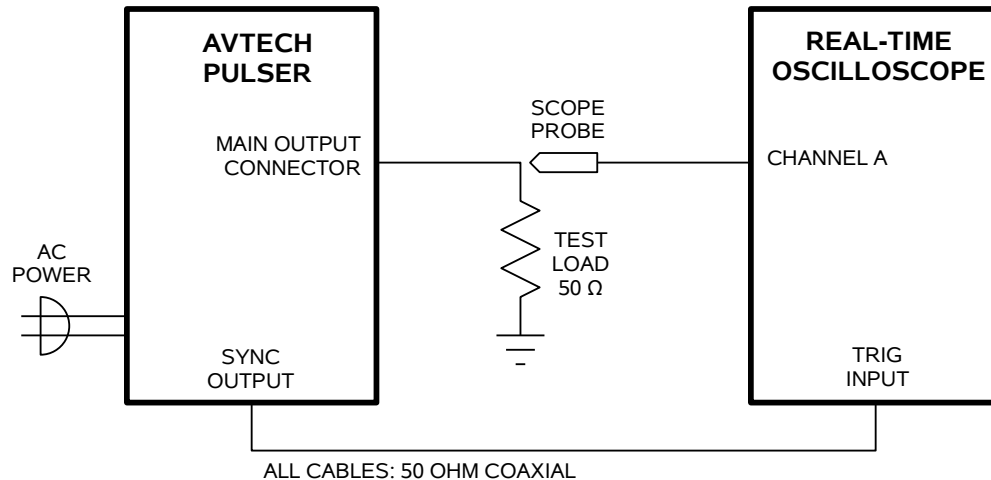 AVTECH
PULSER
REAL-TIME
OSCILLOSCOPE
SCOPE
PROBE
MAIN OUTPUT
CONNECTOR
CHANNEL A
AC
POWER
TEST
LOAD
50 Ω
SYNC
OUTPUT
TRIG
INPUT
ALL CABLES: 50 OHM COAXIAL